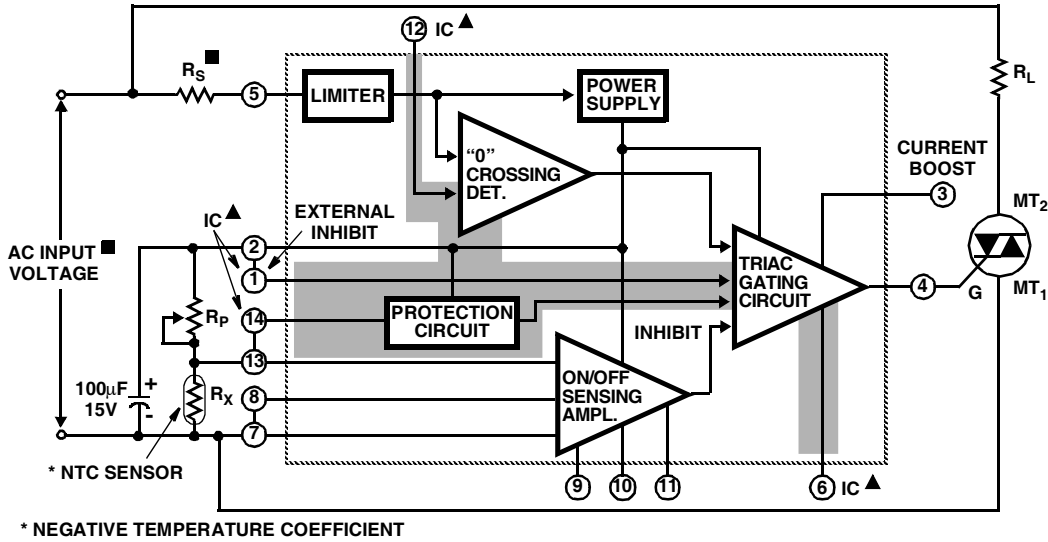 12 IC ▲
RS ■
5
LIMITER
POWER
SUPPLY
RL
“0”
CROSSING
DET.
CURRENT
BOOST
3
MT2
IC ▲
EXTERNAL
INHIBIT
AC INPUT ■
VOLTAGE
2
1
TRIAC
GATING
CIRCUIT
4
G
MT1
RP
14
PROTECTION
CIRCUIT
INHIBIT
13
100μF
15V
+
-
RX
8
7
ON/OFF
SENSING
AMPL.
* NTC SENSOR
9
10
11
6 IC ▲
* NEGATIVE TEMPERATURE COEFFICIENT